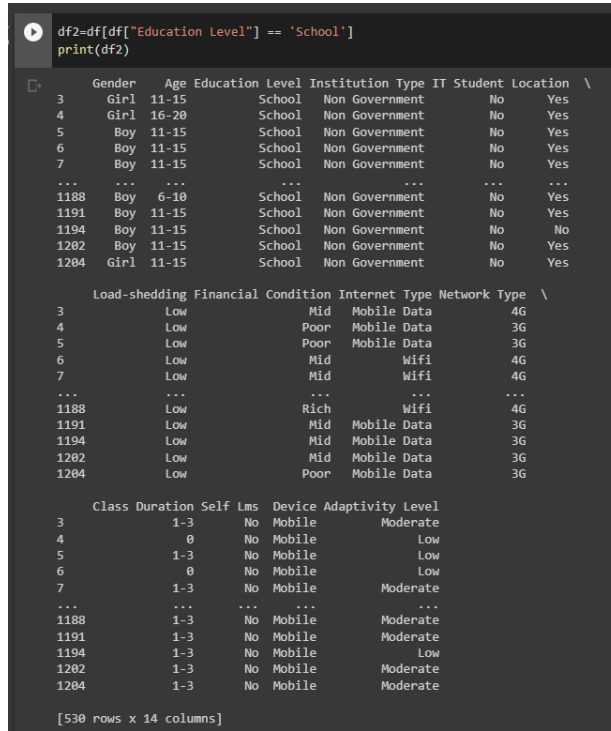 df2=df[df["Education Level"] == 'School']
print(df2)
Gender Age Education Level Institution Type IT Student Location \
3 Girl 11-15 School Non Government No Yes
4 Girl 16-20 School Non Government No Yes
5 Boy 11-15 School Non Government No Yes
6 Boy 11-15 School Non Government No Yes
7 Boy 11-15 School Non Government No Yes
... ... ... ... ... ... ...
1188 Boy 6-10 School Non Government No Yes
1191 Boy 11-15 School Non Government No Yes
1194 Boy 11-15 School Non Government No No
1202 Boy 11-15 School Non Government No Yes
1204 Girl 11-15 School Non Government No Yes
Load-shedding Financial Condition Internet Type Network Type \
3 Low Mid Mobile Data 4G
4 Low Poor Mobile Data 3G
5 Low Poor Mobile Data 3G
6 Low Mid Wifi 4G
7 Low Mid Wifi 4G
... ... ... ... ...
1188 Low Rich Wifi 4G
1191 Low Mid Mobile Data 3G
1194 Low Mid Mobile Data 3G
1202 Low Mid Mobile Data 3G
1204 Low Poor Mobile Data 3G
Class Duration Self Lms Device Adaptivity Level
3 1-3 No Mobile Moderate
4 0 No Mobile Low
5 1-3 No Mobile Low
6 0 No Mobile Low
7 1-3 No Mobile Moderate
... ... ... ... ...
1188 1-3 No Mobile Moderate
1191 1-3 No Mobile Moderate
1194 1-3 No Mobile Low
1202 1-3 No Mobile Moderate
1204 1-3 No Mobile Moderate
[530 rows x 14 columns]